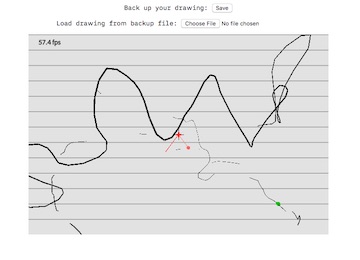 Back up your drawing: Save
Load drawing from backup file: Choose File No file chosen
57.4 fps